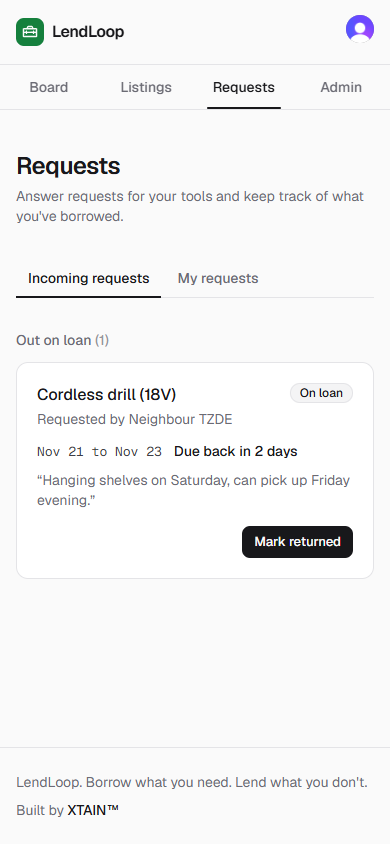 LendLoop
Board Listings Requests Admin
Requests
Answer requests for your tools and keep track of what
you've borrowed.
Incoming requests My requests
Out on loan (1)
Cordless drill (18V) On loan
Requested by Neighbour TZDE
Nov 21 to Nov 23 Due back in 2 days
“Hanging shelves on Saturday, can pick up Friday
evening.”
Mark returned
LendLoop. Borrow what you need. Lend what you don't.
Built by XTAIN™